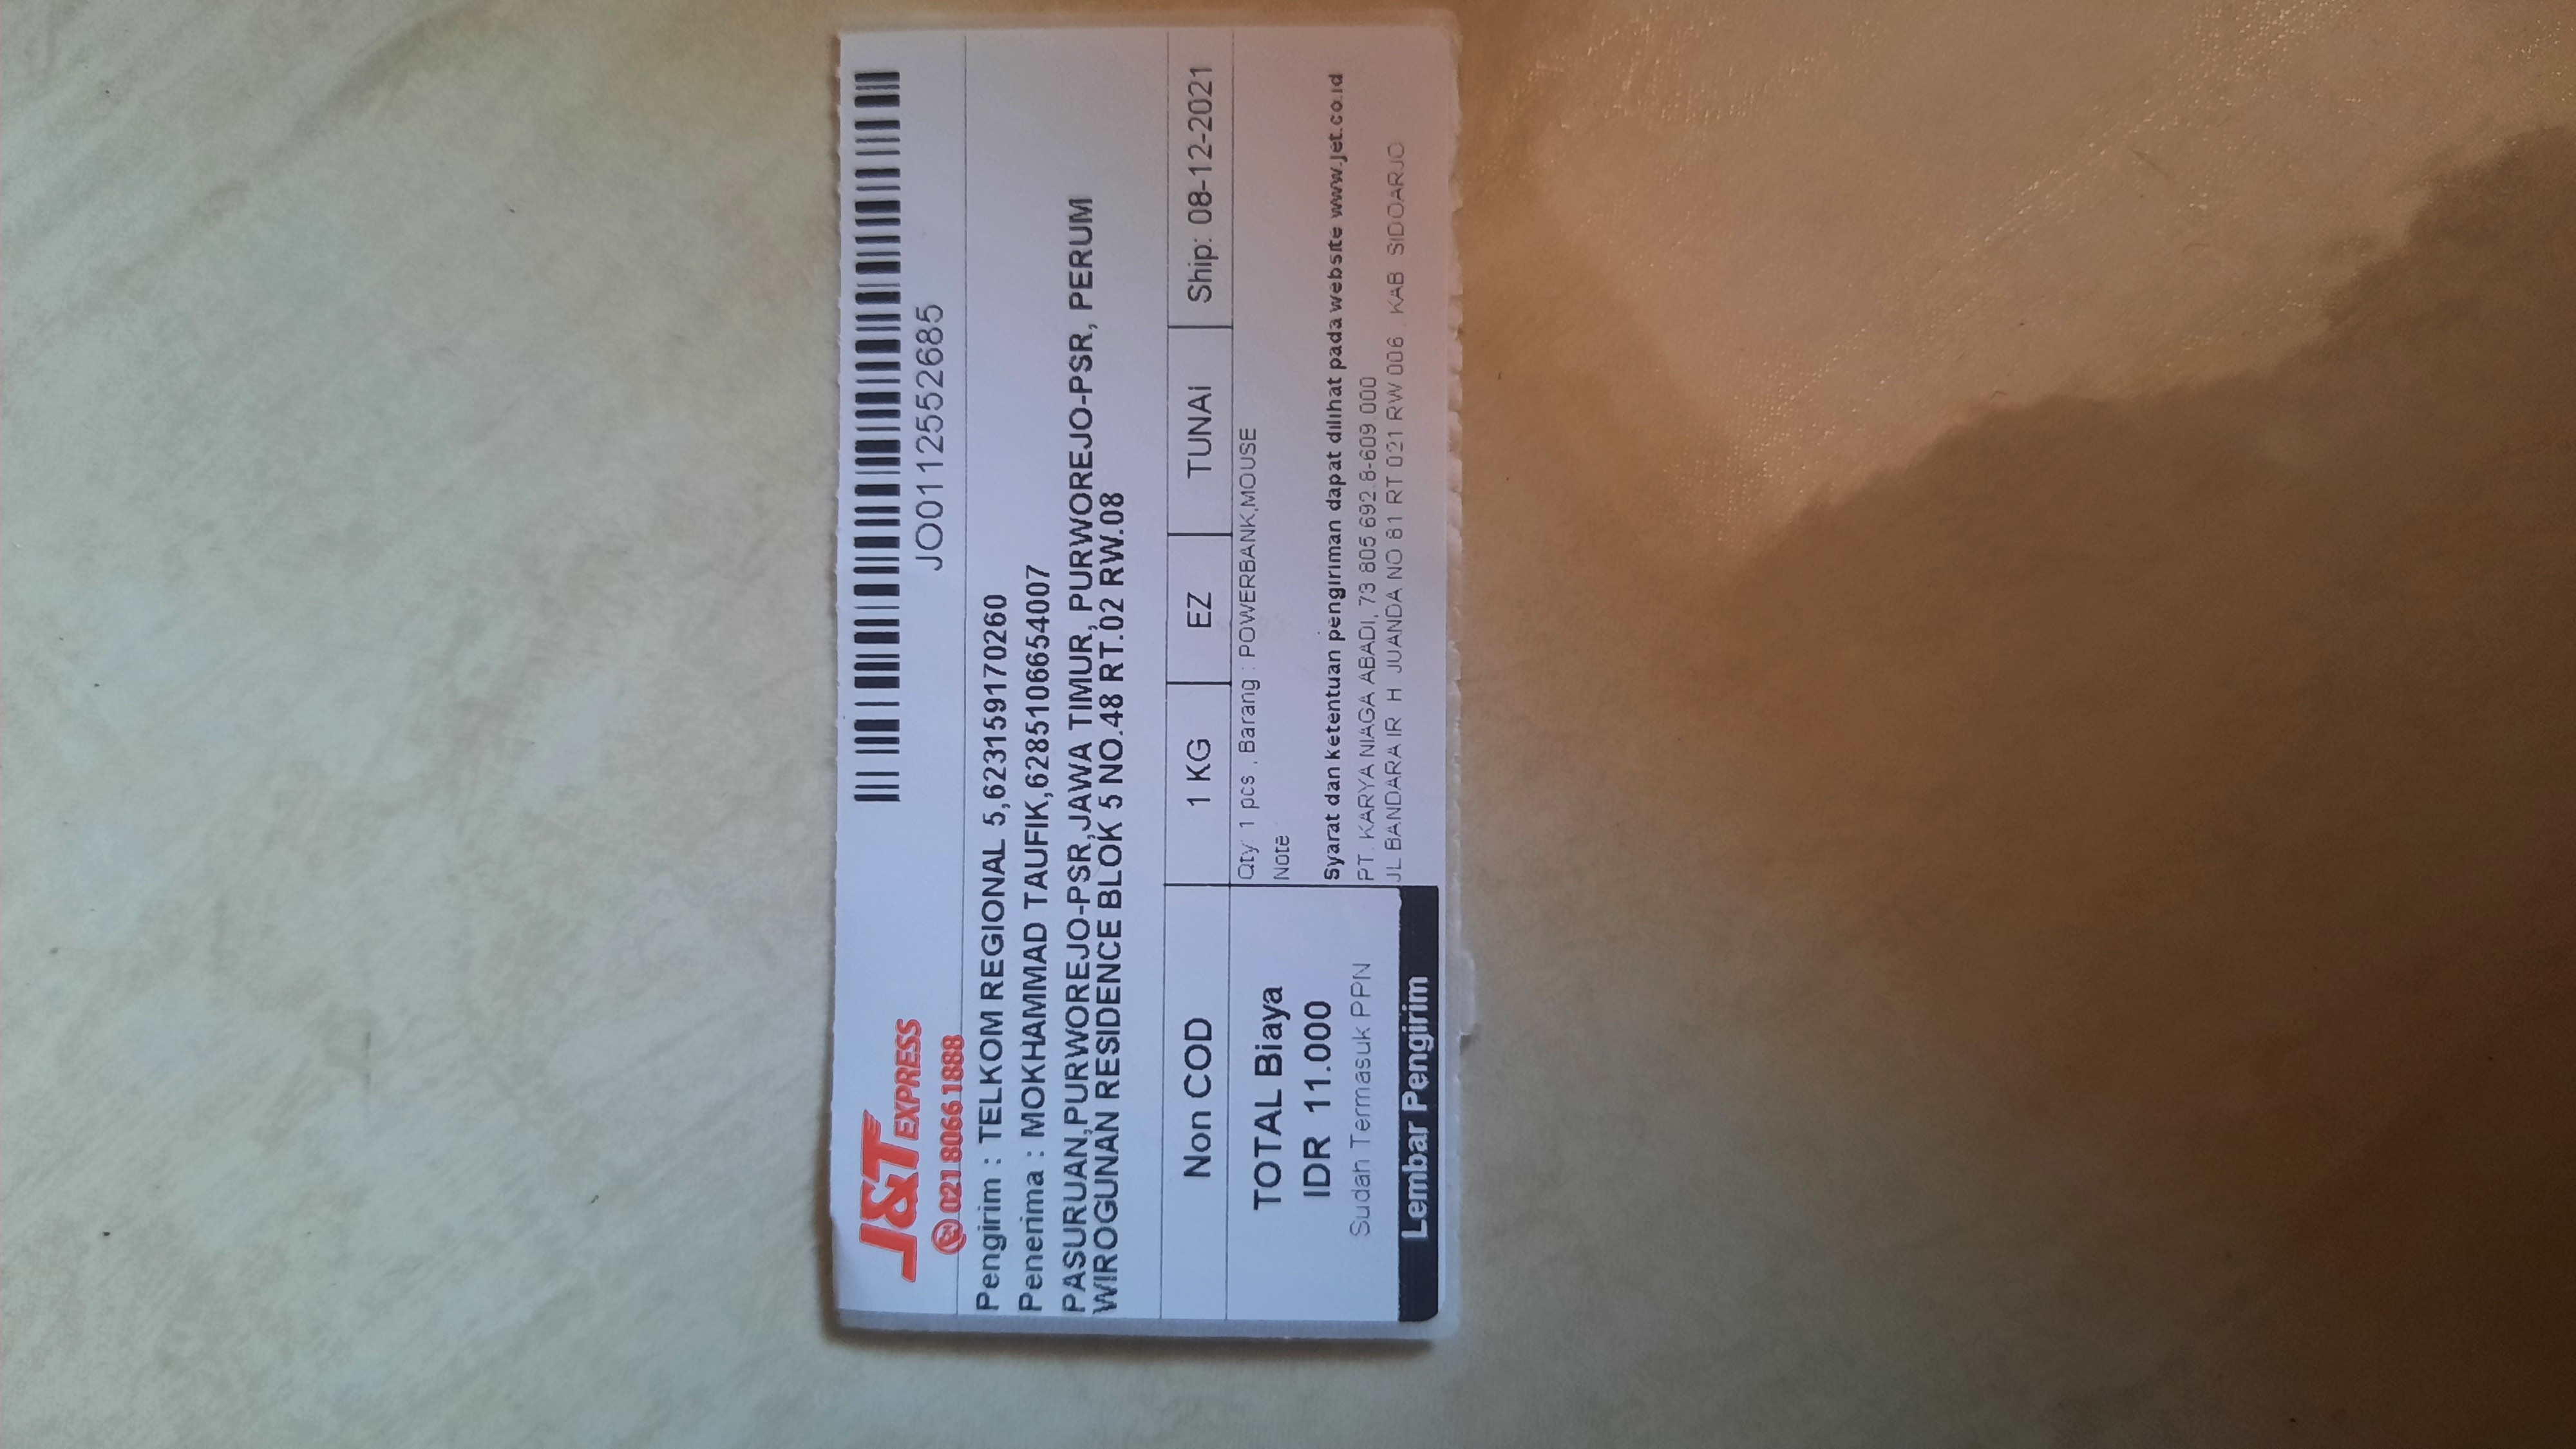 J&T EXPRESS
021 8066 1888
JO0112552685
Pengirim : TELKOM REGIONAL 5,623159170260
Penerima : MOKHAMMAD TAUFIK,6285106654007
PASURUAN,PURWOREJO-PSR,JAWA TIMUR, PURWOREJO-PSR, PERUM
WIROGUNAN RESIDENCE BLOK 5 NO.48 RT.02 RW.08
Non COD 1 KG EZ TUNAI Ship: 08-12-2021
TOTAL Biaya
IDR 11.000
Sudah Termasuk PPN
Lembar Pengirim
Qty: 1 pcs , Barang : POWERBANK,MOUSE
Note
Syarat dan ketentuan pengiriman dapat dilihat pada website www.jet.co.id
PT. KARYA NIAGA ABADI, 73 805 692 8-609 000
JL BANDARA IR H JUANDA NO 81 RT 021 RW 006 KAB SIDOARJO